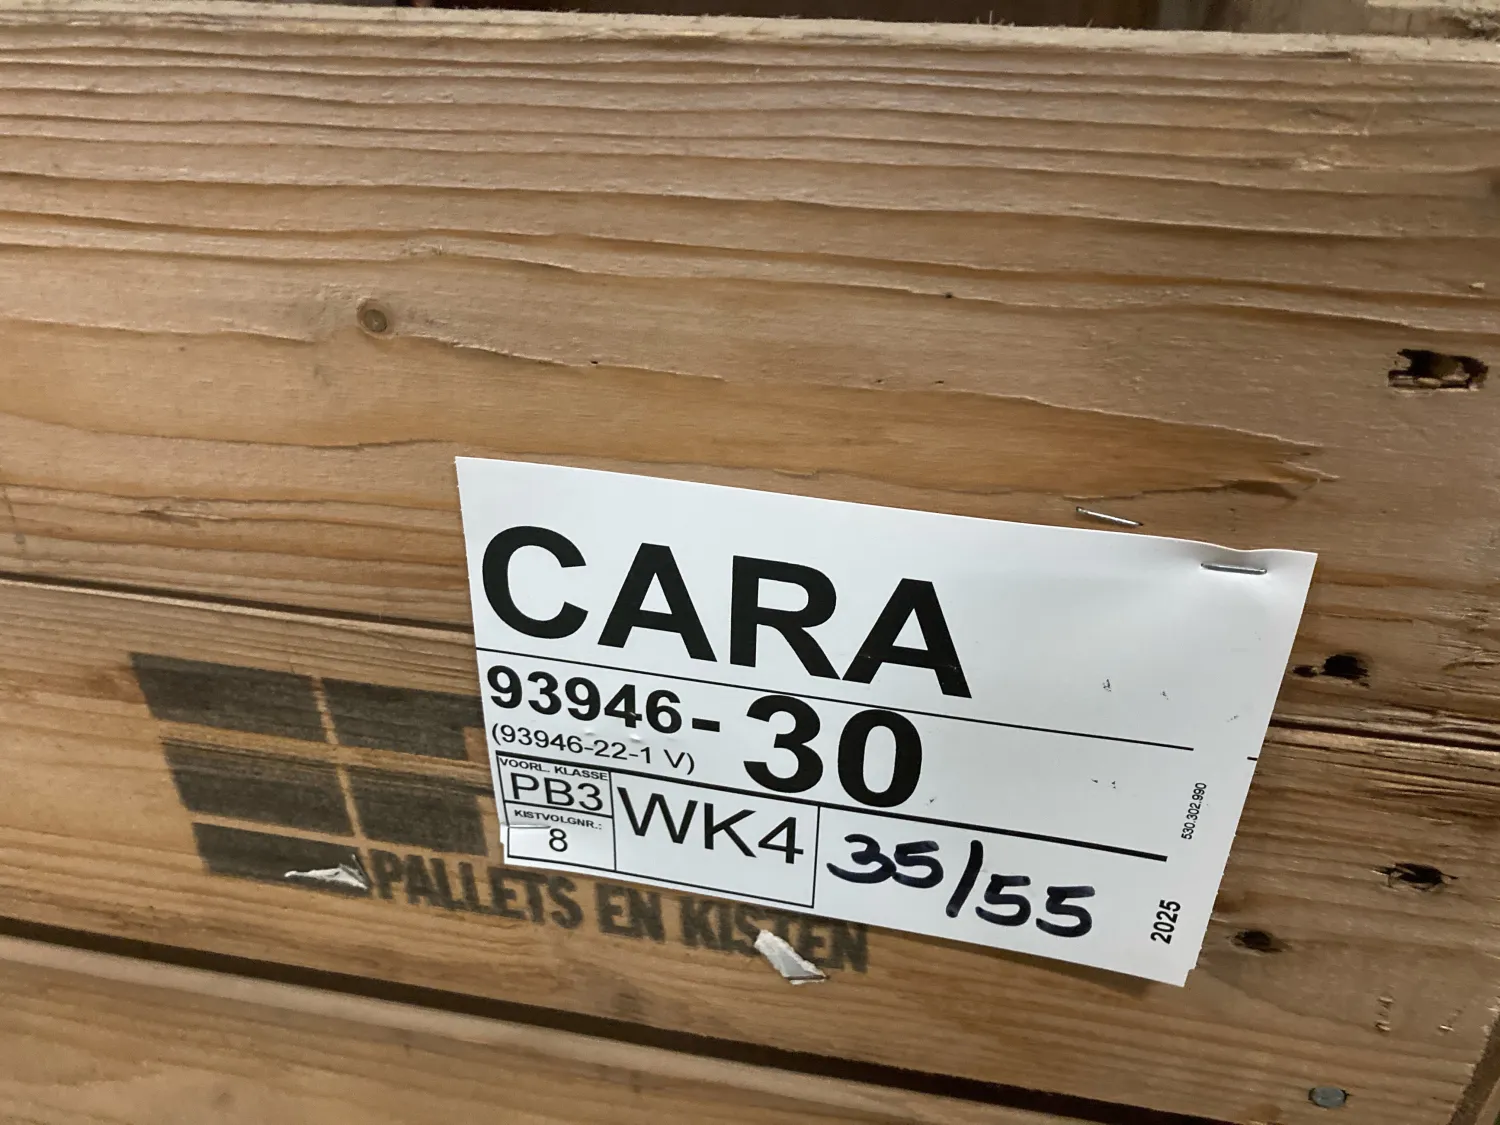 CARA
93946-30
(93946-22-1 V)
VOORL. KLASSE
PB3
KISTVOLGNR.:
8
WK4
35/55
530.302.990
2025
PALLETS EN KISTEN